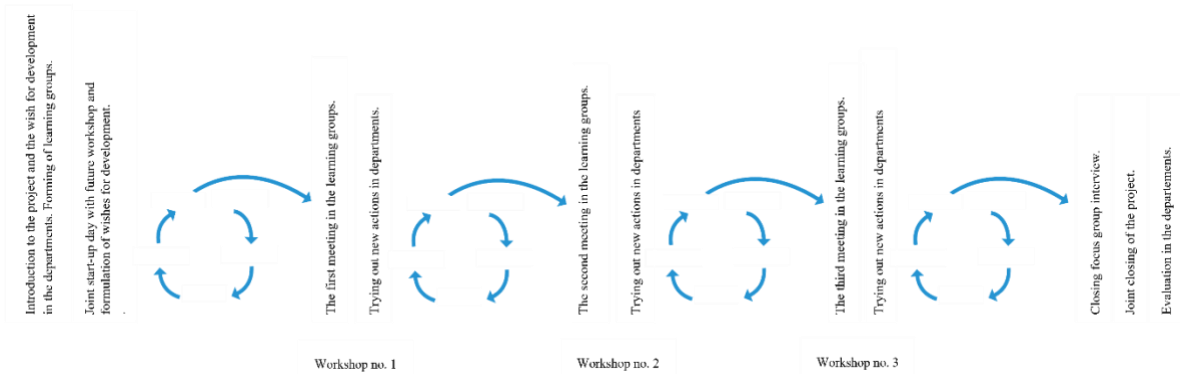 Introduction to the project and the wish for development
in the departments. Forming of learning groups.
Joint start-up day with future workshop and
formulation of wishes for development.
.
The first meeting in the learning groups.
Trying out new actions in departments.
The second meeting in the learning groups.
Trying out new actions in departments
The third meeting in the learning groups.
Trying out new actions in departments
Closing focus group interview.
Joint closing of the project.
Evaluation in the departements.
Workshop no. 1
Workshop no. 2
Workshop no. 3